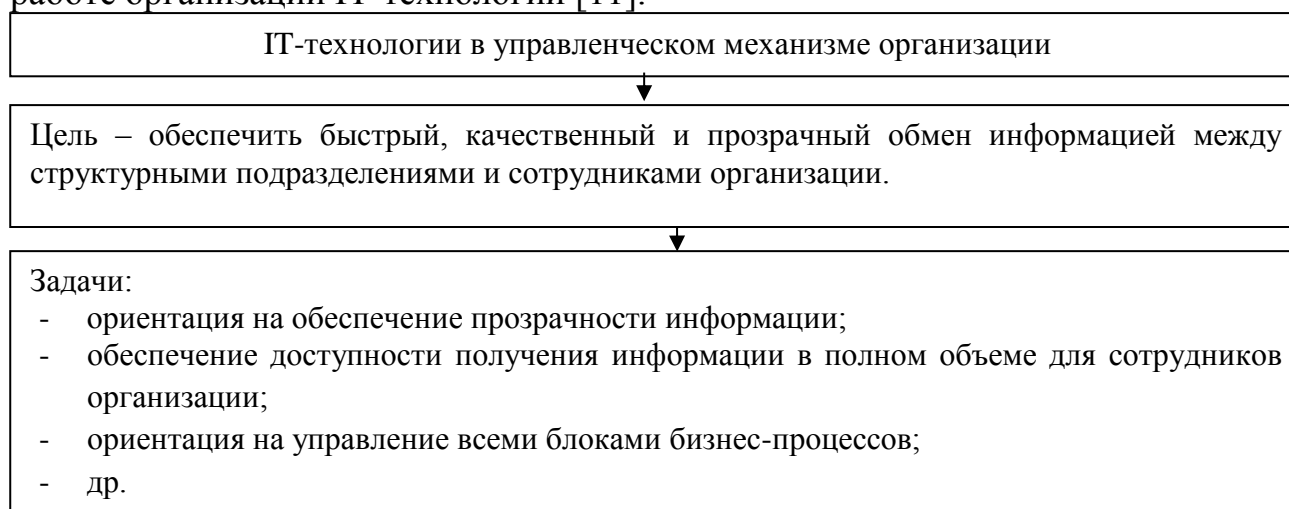 работе организации IT-технологий [11].
IT-технологии в управленческом механизме организации
Цель – обеспечить быстрый, качественный и прозрачный обмен информацией между
структурными подразделениями и сотрудниками организации.
Задачи:
- ориентация на обеспечение прозрачности информации;
- обеспечение доступности получения информации в полном объеме для сотрудников
организации;
- ориентация на управление всеми блоками бизнес-процессов;
- др.